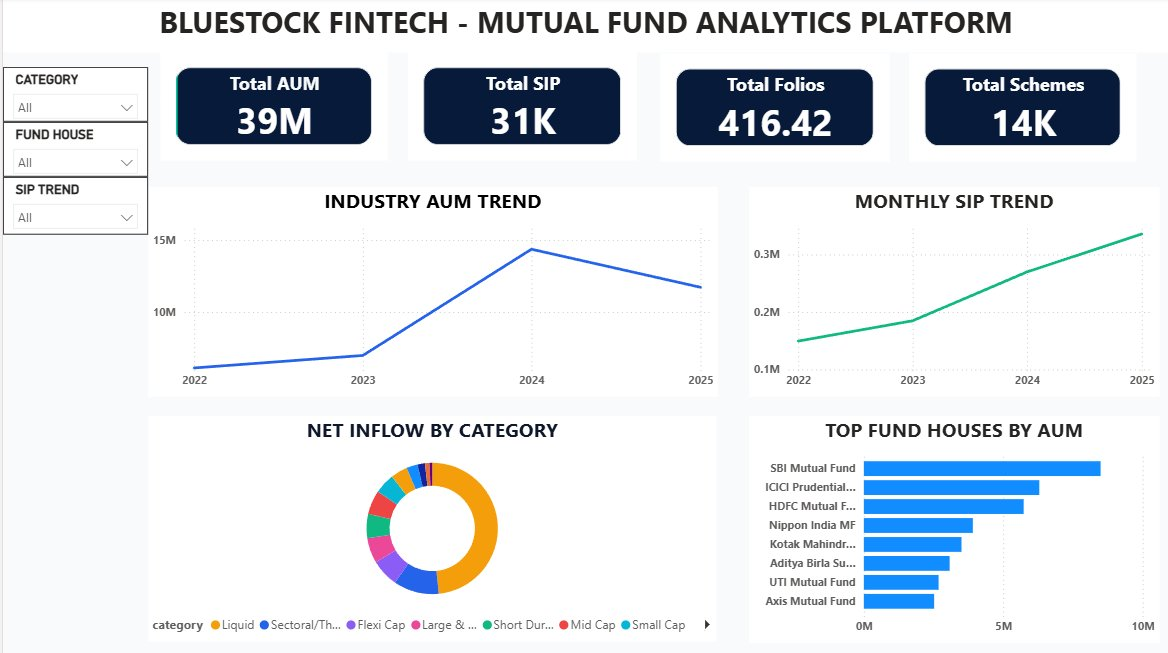 BLUESTOCK FINTECH - MUTUAL FUND ANALYTICS PLATFORM
CATEGORY
All
FUND HOUSE
All
SIP TREND
All
Total AUM
39M
Total SIP
31K
Total Folios
416.42
Total Schemes
14K
INDUSTRY AUM TREND
15M
10M
2022 2023 2024 2025
MONTHLY SIP TREND
0.3M
0.2M
0.1M
2022 2023 2024 2025
NET INFLOW BY CATEGORY
category Liquid Sectoral/Th... Flexi Cap Large & ... Short Dur... Mid Cap Small Cap
TOP FUND HOUSES BY AUM
SBI Mutual Fund
ICICI Prudential...
HDFC Mutual F...
Nippon India MF
Kotak Mahindr...
Aditya Birla Su...
UTI Mutual Fund
Axis Mutual Fund
0M 5M 10M